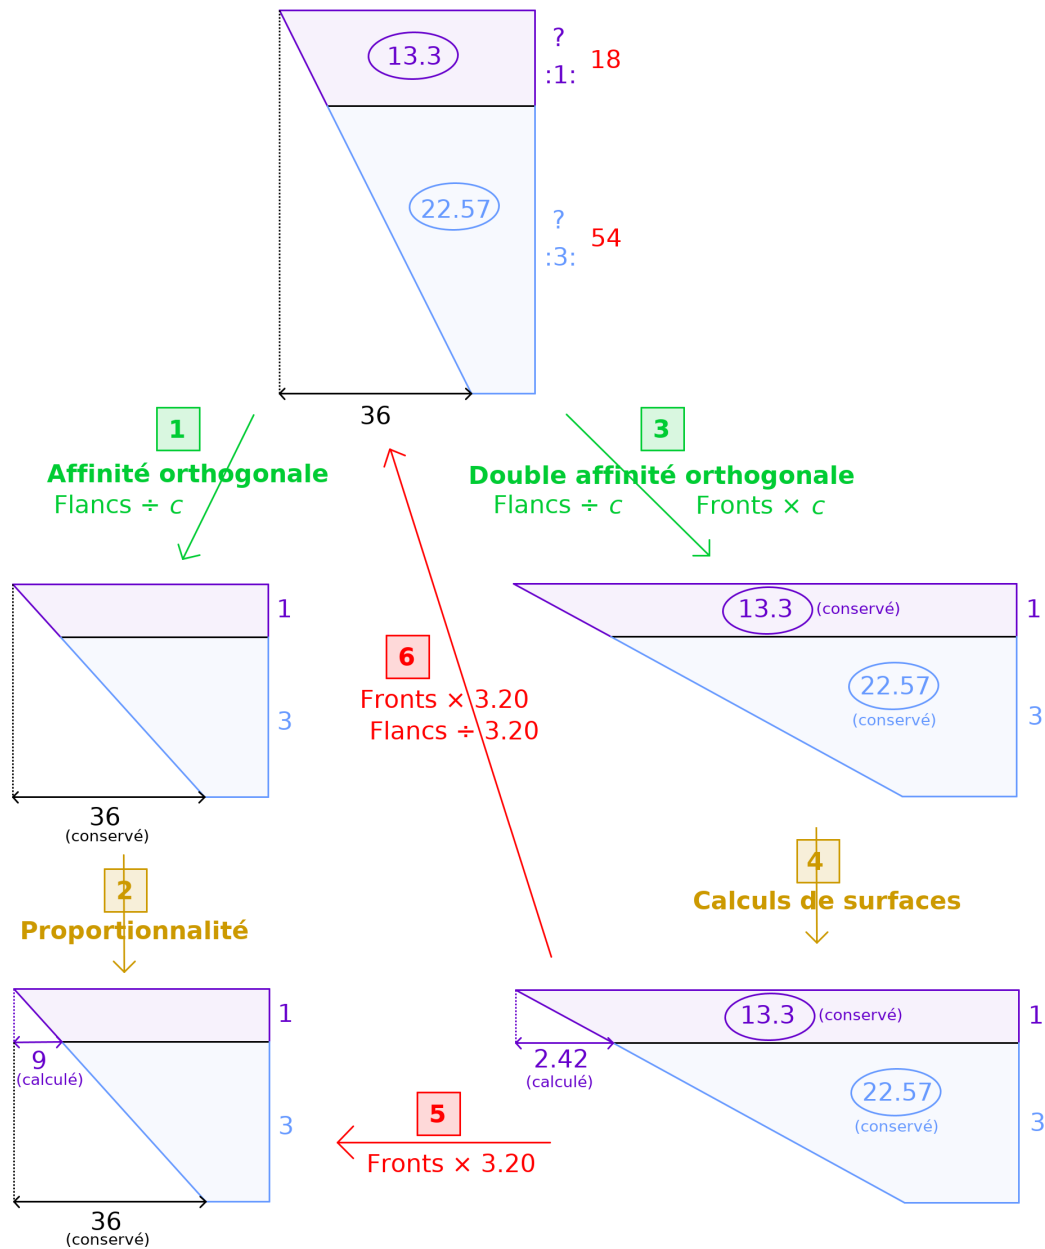 13.3
?
:1:
18
22.57
?
:3:
54
36
1
Affinité orthogonale
Flancs ÷ c
3
Double affinité orthogonale
Flancs ÷ c
Fronts × c
1
3
36
(conservé)
13.3
(conservé)
1
22.57
(conservé)
3
6
Fronts × 3.20
Flancs ÷ 3.20
2
Proportionnalité
4
Calculs de surfaces
1
9
(calculé)
3
36
(conservé)
5
Fronts × 3.20
13.3
(conservé)
1
2.42
(calculé)
22.57
(conservé)
3